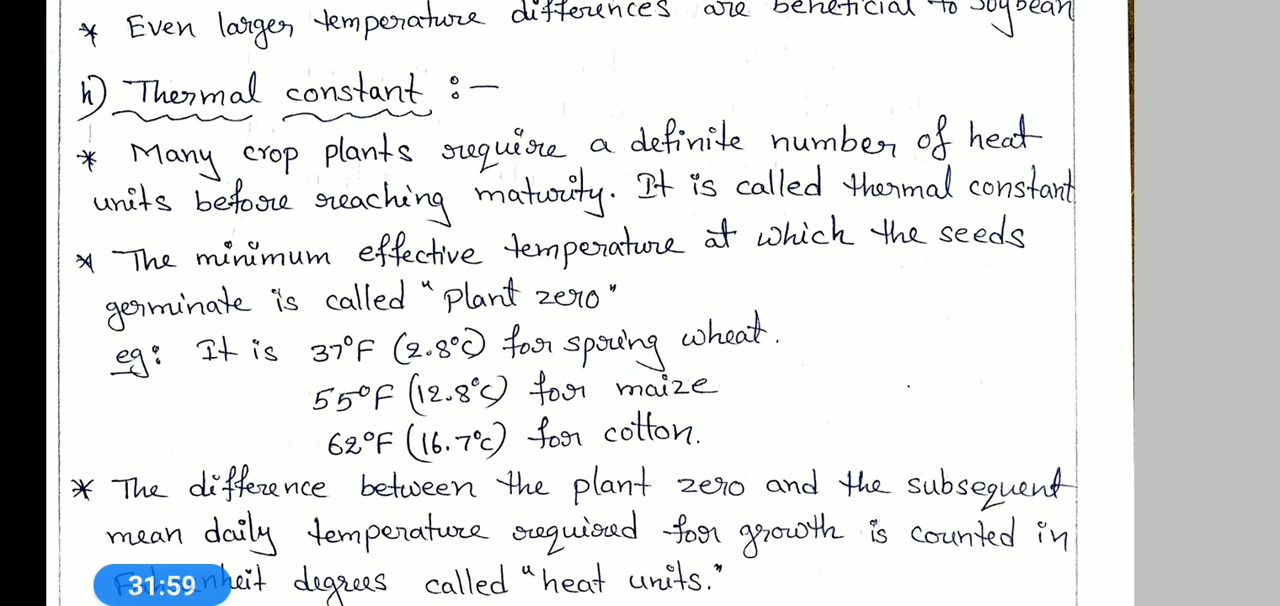 * Even larger temperature differences are beneficial to soybean
h) Thermal constant :-
* Many crop plants require a definite number of heat
units before reaching maturity. It is called thermal constant
* The minimum effective temperature at which the seeds
germinate is called "plant zero"
eg: It is 37°F (2.8°C) for spring wheat.
55°F (12.8°C) for maize
62°F (16.7°C) for cotton.
* The difference between the plant zero and the subsequent
mean daily temperature required for growth is counted in
degrees called "heat units."
31:59